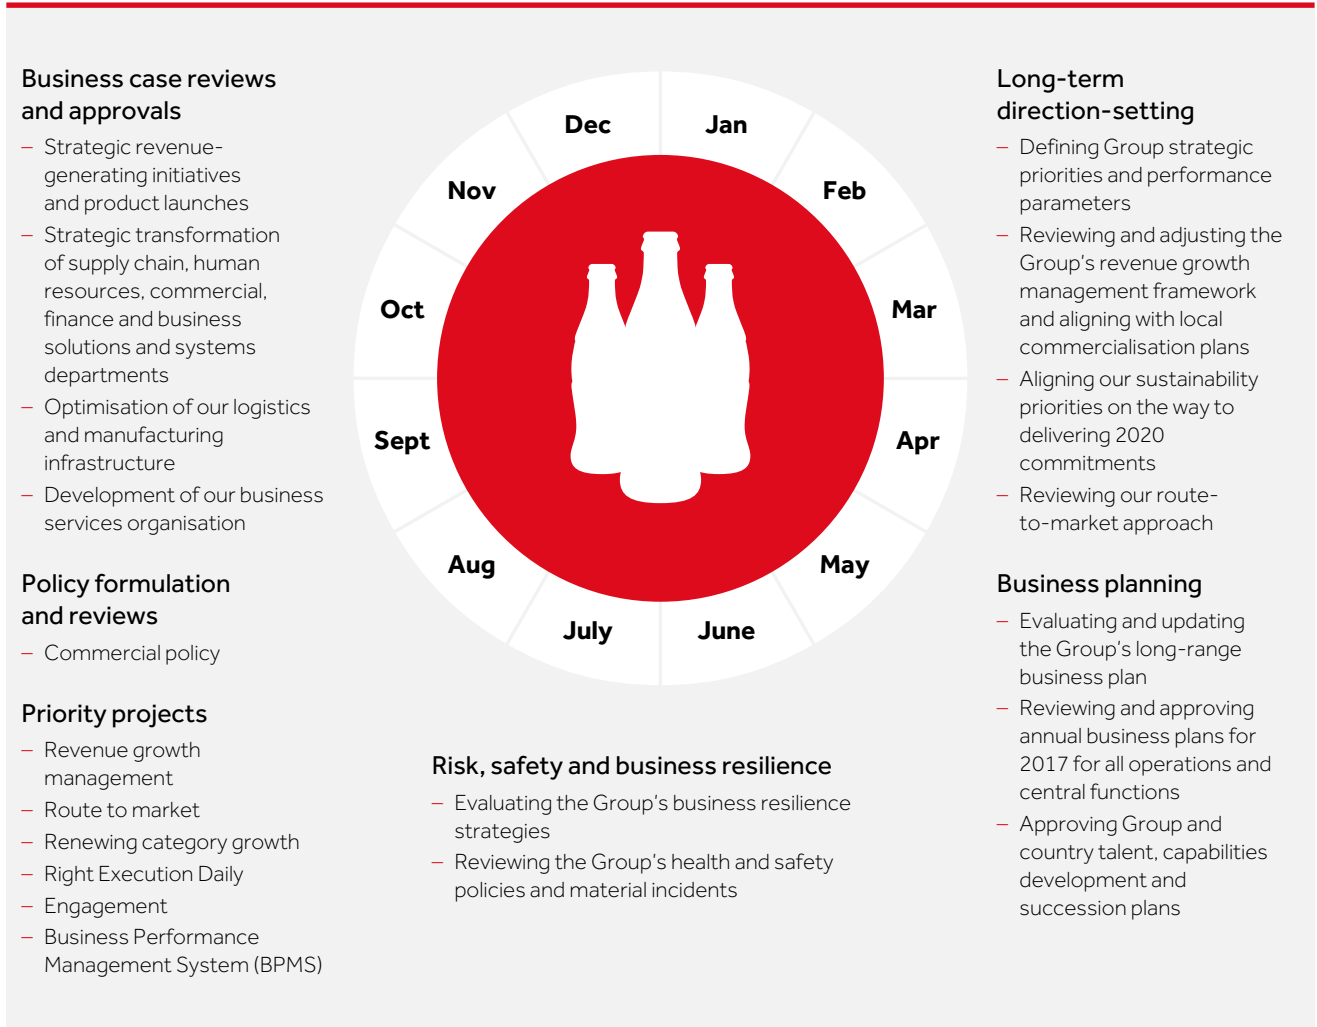 Business case reviews
and approvals
– Strategic revenue-
generating initiatives
and product launches
– Strategic transformation
of supply chain, human
resources, commercial,
finance and business
solutions and systems
departments
– Optimisation of our logistics
and manufacturing
infrastructure
– Development of our business
services organisation
Policy formulation
and reviews
– Commercial policy
Priority projects
– Revenue growth
management
– Route to market
– Renewing category growth
– Right Execution Daily
– Engagement
– Business Performance
Management System (BPMS)
Jan
Feb
Mar
Apr
May
June
July
Aug
Sept
Oct
Nov
Dec
Risk, safety and business resilience
– Evaluating the Group's business resilience
strategies
– Reviewing the Group's health and safety
policies and material incidents
Long-term
direction-setting
– Defining Group strategic
priorities and performance
parameters
– Reviewing and adjusting the
Group's revenue growth
management framework
and aligning with local
commercialisation plans
– Aligning our sustainability
priorities on the way to
delivering 2020
commitments
– Reviewing our route-
to-market approach
Business planning
– Evaluating and updating
the Group's long-range
business plan
– Reviewing and approving
annual business plans for
2017 for all operations and
central functions
– Approving Group and
country talent, capabilities
development and
succession plans